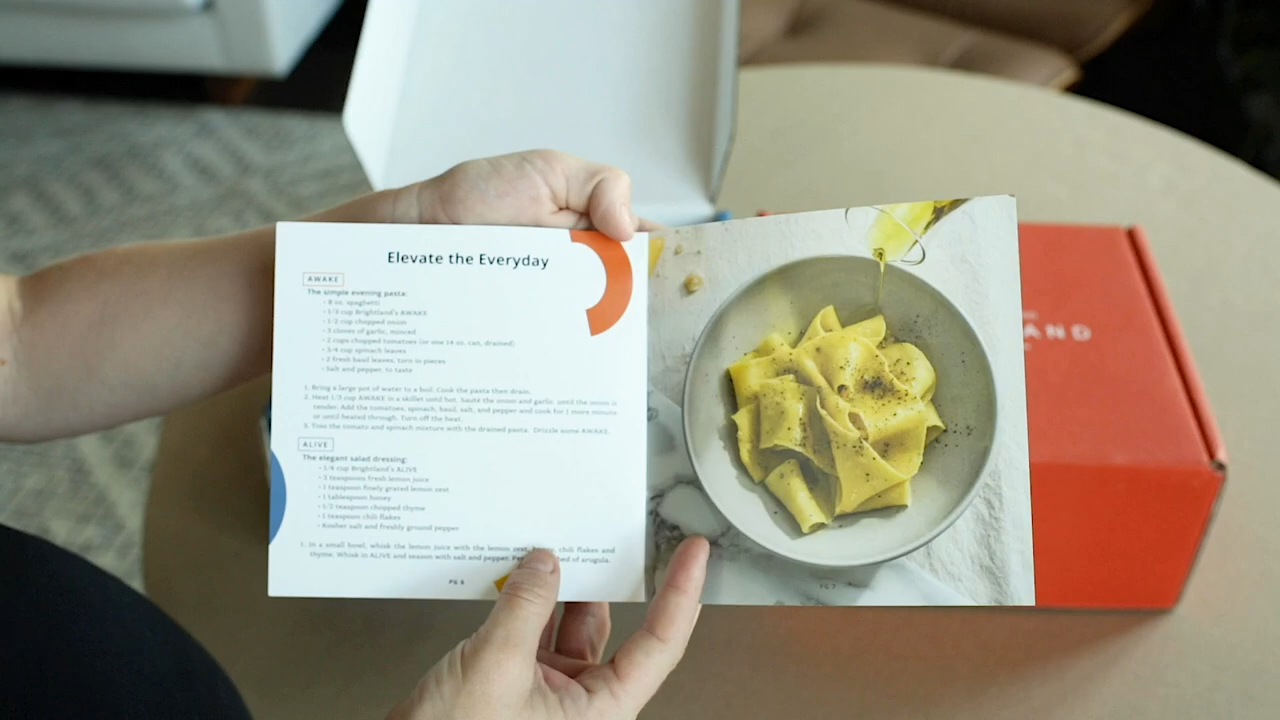 Elevate the Everyday
AWAKE
The simple evening pasta:
- 8 oz. spaghetti
- 1/3 cup Brightland's AWAKE
- 1/2 cup chopped onion
- 3 cloves of garlic, minced
- 2 cups chopped tomatoes (or one 14 oz. can, drained)
- 3/4 cup spinach leaves
- 2 fresh basil leaves, torn in pieces
- Salt and pepper, to taste
1. Bring a large pot of water to a boil. Cook the pasta then drain.
2. Heat 1/3 cup AWAKE in a skillet until hot. Sauté the onion and garlic until the onion is
tender. Add the tomatoes, spinach, basil, salt, and pepper and cook for 1 more minute
or until heated through. Turn off the heat.
3. Toss the tomato and spinach mixture with the drained pasta. Drizzle some AWAKE.
ALIVE
The elegant salad dressing:
- 1/4 cup Brightland's ALIVE
- 3 teaspoons fresh lemon juice
- 1 teaspoon finely grated lemon zest
- 1 tablespoon honey
- 1/2 teaspoon chopped thyme
- 1 teaspoon chili flakes
- Kosher salt and freshly ground pepper
1. In a small bowl, whisk the lemon juice with the lemon zest, chili flakes and
thyme. Whisk in ALIVE and season with salt and pepper. of arugula.
PG 6
PG 7
AND